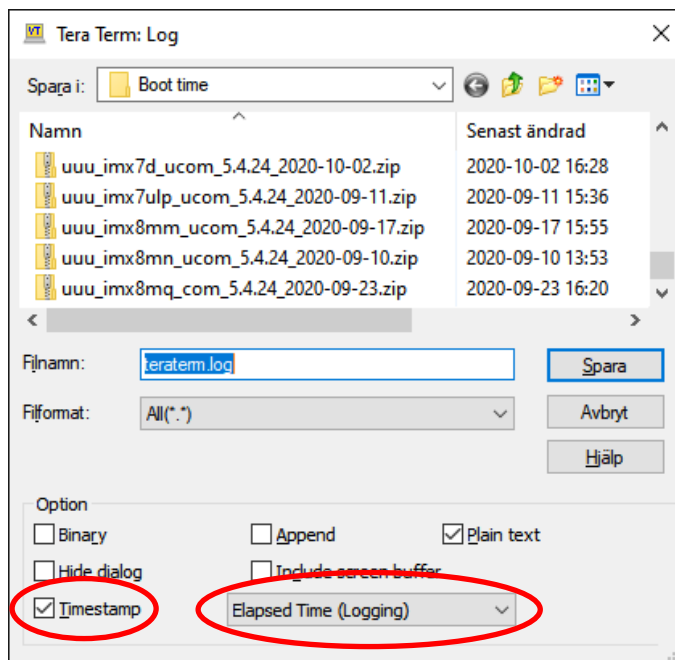 VT Tera Term: Log
Spara i: Boot time
Namn Senast ändrad
uuu_imx7d_ucom_5.4.24_2020-10-02.zip 2020-10-02 16:28
uuu_imx7ulp_ucom_5.4.24_2020-09-11.zip 2020-09-11 15:36
uuu_imx8mm_ucom_5.4.24_2020-09-17.zip 2020-09-17 15:55
uuu_imx8mn_ucom_5.4.24_2020-09-10.zip 2020-09-10 13:53
uuu_imx8mq_com_5.4.24_2020-09-23.zip 2020-09-23 16:20
Filnamn: teraterm.log Spara
Filformat: All(*.*) Avbryt
Hjälp
Option
Binary Append Plain text
Hide dialog Include screen buffer
Timestamp Elapsed Time (Logging)